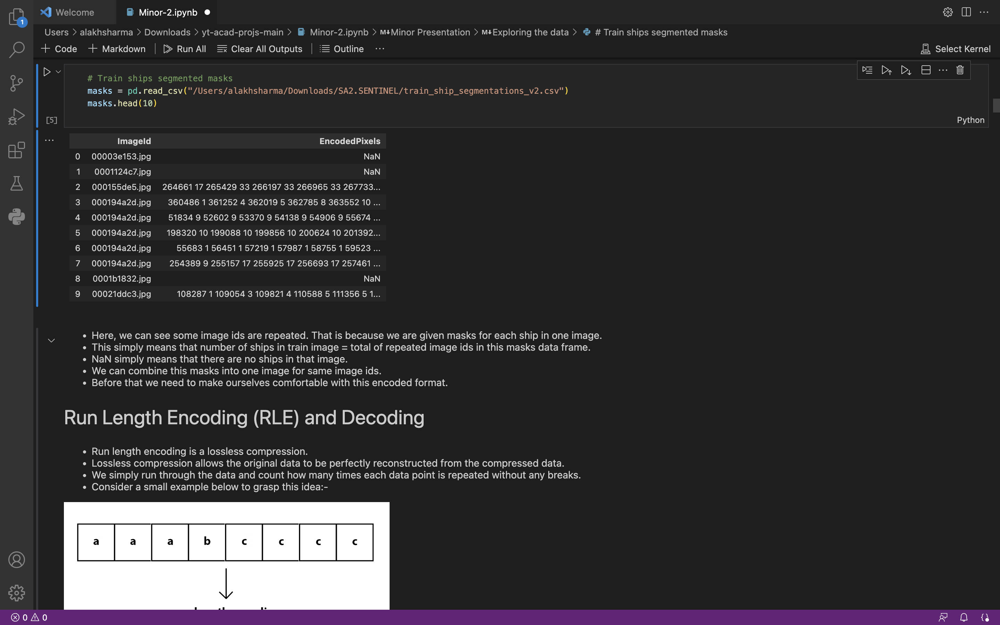 1
Welcome
Minor-2.ipynb
Users > alakhsharma > Downloads > yt-acad-projs-main > Minor-2.ipynb > M↓Minor Presentation > M↓Exploring the data > # Train ships segmented masks
+ Code + Markdown | Run All Clear All Outputs | Outline ... Select Kernel
# Train ships segmented masks
masks = pd.read_csv("/Users/alakhsharma/Downloads/SA2.SENTINEL/train_ship_segmentations_v2.csv")
masks.head(10)
[5]
Python
ImageId EncodedPixels
0 00003e153.jpg NaN
1 0001124c7.jpg NaN
2 000155de5.jpg 264661 17 265429 33 266197 33 266965 33 267733...
3 000194a2d.jpg 360486 1 361252 4 362019 5 362785 8 363552 10 ...
4 000194a2d.jpg 51834 9 52602 9 53370 9 54138 9 54906 9 55674 ...
5 000194a2d.jpg 198320 10 199088 10 199856 10 200624 10 201392...
6 000194a2d.jpg 55683 1 56451 1 57219 1 57987 1 58755 1 59523 ...
7 000194a2d.jpg 254389 9 255157 17 255925 17 256693 17 257461 ...
8 0001b1832.jpg NaN
9 00021ddc3.jpg 108287 1 109054 3 109821 4 110588 5 111356 5 1...
• Here, we can see some image ids are repeated. That is because we are given masks for each ship in one image.
• This simply means that number of ships in train image = total of repeated image ids in this masks data frame.
• NaN simply means that there are no ships in that image.
• We can combine this masks into one image for same image ids.
• Before that we need to make ourselves comfortable with this encoded format.
Run Length Encoding (RLE) and Decoding
• Run length encoding is a lossless compression.
• Lossless compression allows the original data to be perfectly reconstructed from the compressed data.
• We simply run through the data and count how many times each data point is repeated without any breaks.
• Consider a small example below to grasp this idea:-
a a a b c c c c
0 0